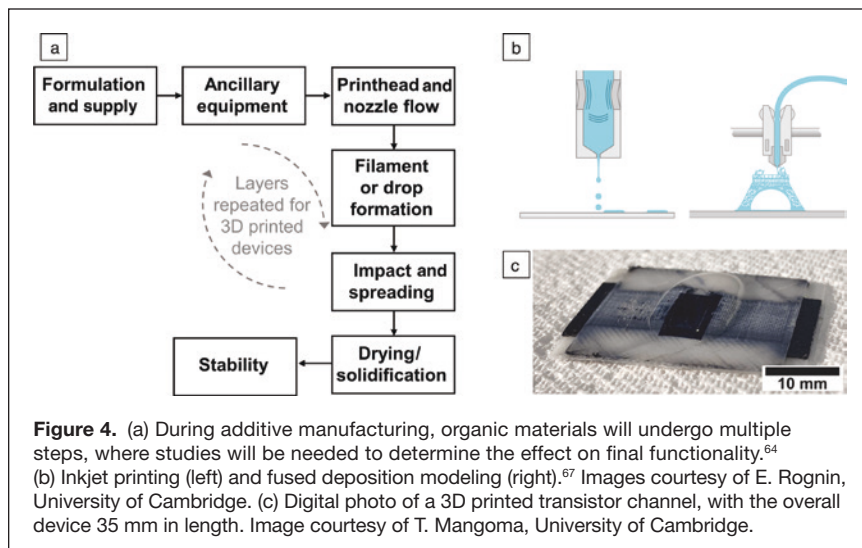 a
Formulation
and supply
Ancillary
equipment
Printhead and
nozzle flow
Filament
or drop
formation
Layers
repeated for
3D printed
devices
Impact and
spreading
Drying/
solidification
Stability
b
c
10 mm
Figure 4. (a) During additive manufacturing, organic materials will undergo multiple
steps, where studies will be needed to determine the effect on final functionality.⁶⁴
(b) Inkjet printing (left) and fused deposition modeling (right).⁶⁷ Images courtesy of E. Rognin,
University of Cambridge. (c) Digital photo of a 3D printed transistor channel, with the overall
device 35 mm in length. Image courtesy of T. Mangoma, University of Cambridge.